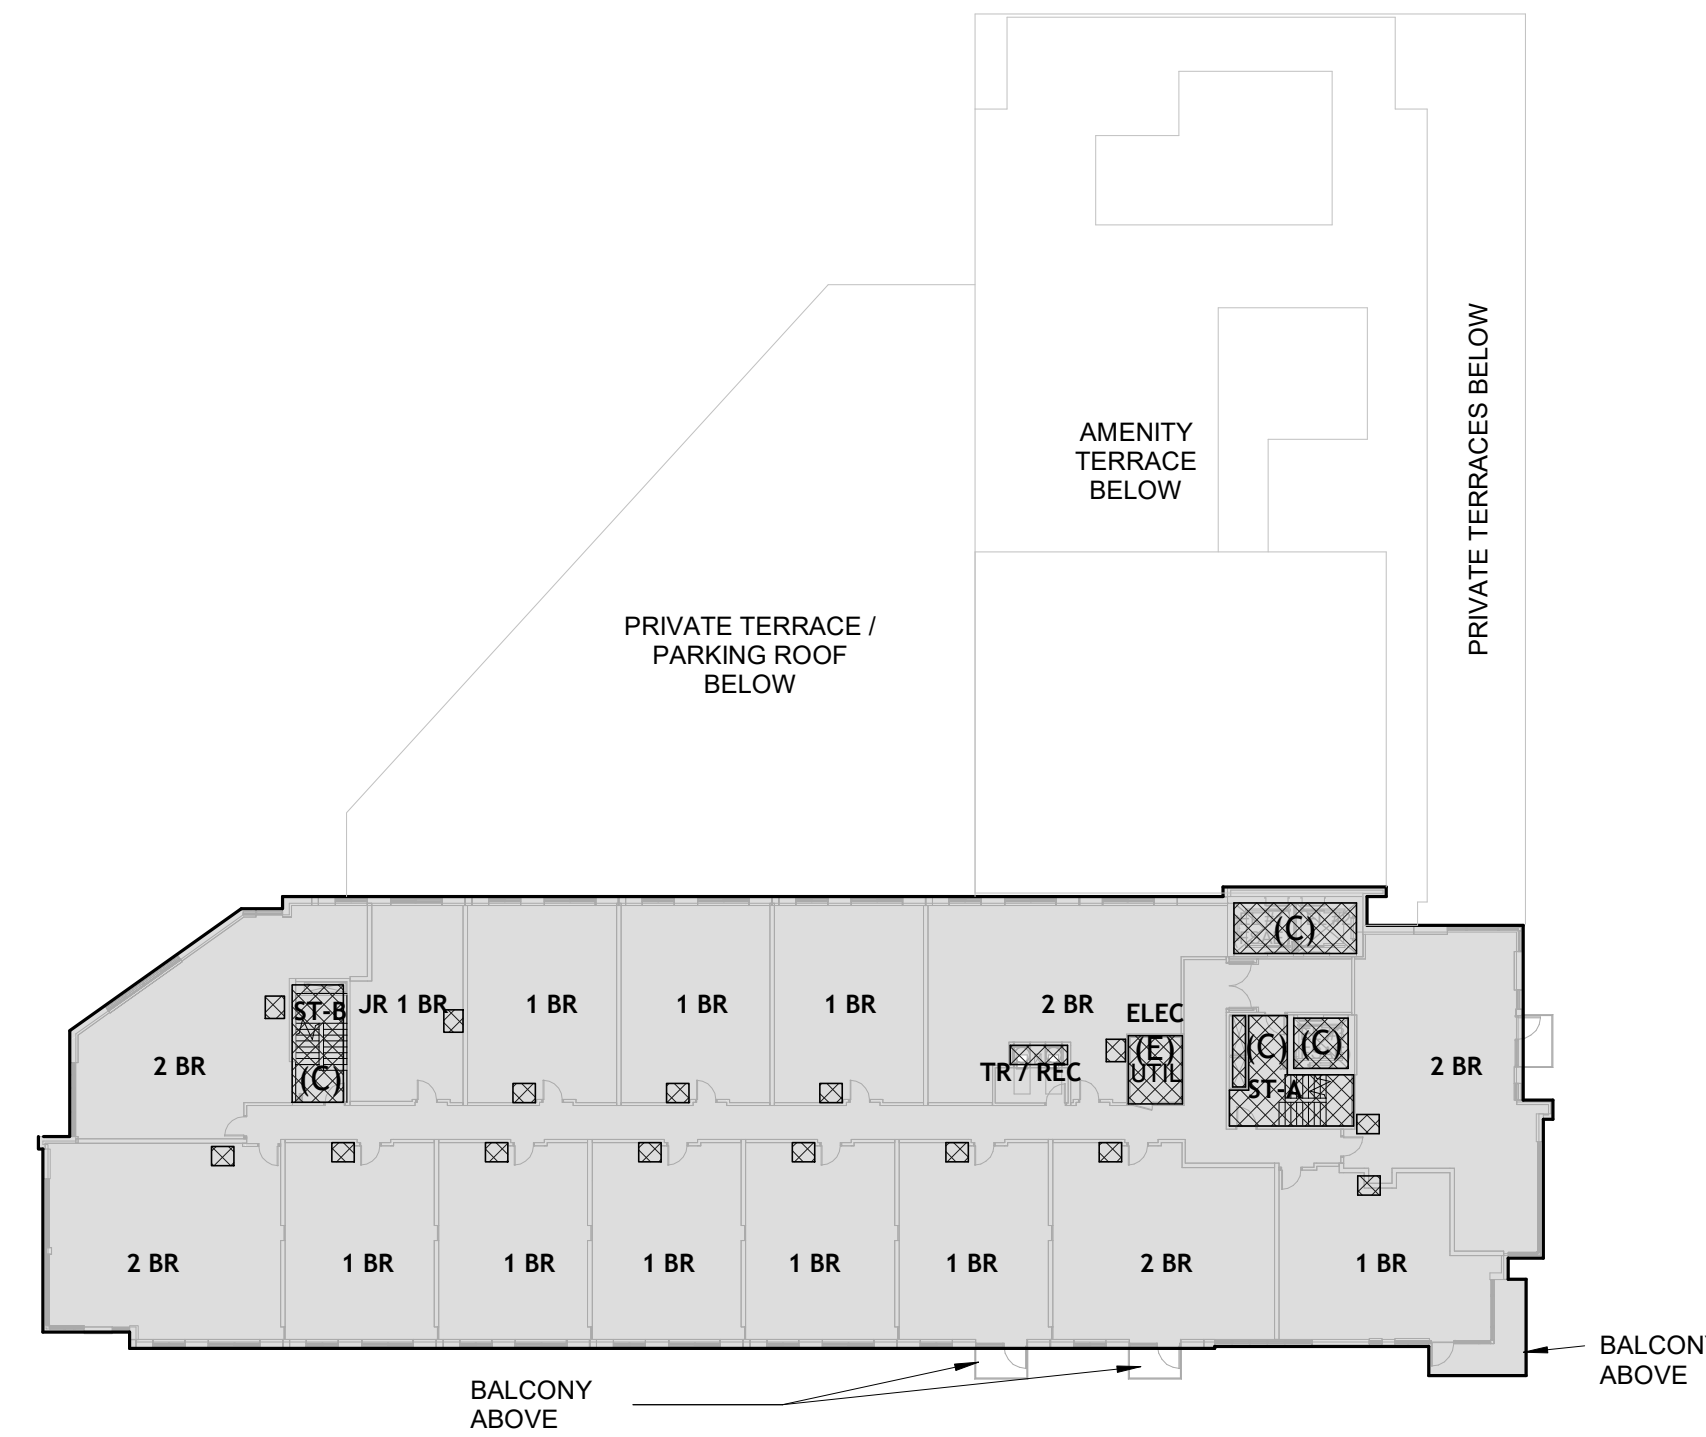 AMENITY
TERRACE
BELOW
PRIVATE TERRACES BELOW
PRIVATE TERRACE /
PARKING ROOF
BELOW
(C)
ST-B
JR 1 BR
1 BR
1 BR
1 BR
2 BR
ELEC
(E)
UTIL
(C)
(C)
2 BR
(C)
TR / REC
ST-A
2 BR
2 BR
1 BR
1 BR
1 BR
1 BR
1 BR
2 BR
1 BR
BALCONY
ABOVE
BALCON
ABOVE